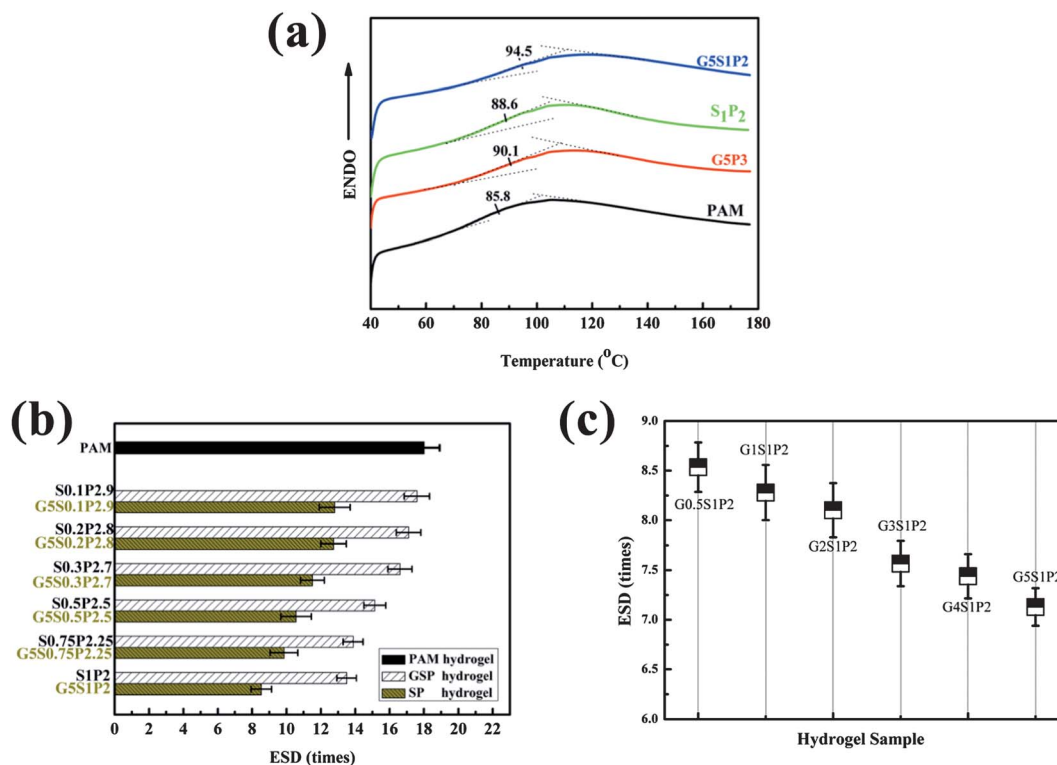 (a)
94.5
G5S1P2
88.6
S1P2
90.1
G5P3
85.8
PAM
ENDO
40 60 80 100 120 140 160 180
Temperature (°C)
(b)
PAM
S0.1P2.9
G5S0.1P2.9
S0.2P2.8
G5S0.2P2.8
S0.3P2.7
G5S0.3P2.7
S0.5P2.5
G5S0.5P2.5
S0.75P2.25
G5S0.75P2.25
S1P2
G5S1P2
PAM hydrogel
GSP hydrogel
SP hydrogel
0 2 4 6 8 10 12 14 16 18 20 22
ESD (times)
(c)
9.0
8.5
8.0
7.5
7.0
6.5
6.0
ESD (times)
G0.5S1P2
G1S1P2
G2S1P2
G3S1P2
G4S1P2
G5S1P2
Hydrogel Sample